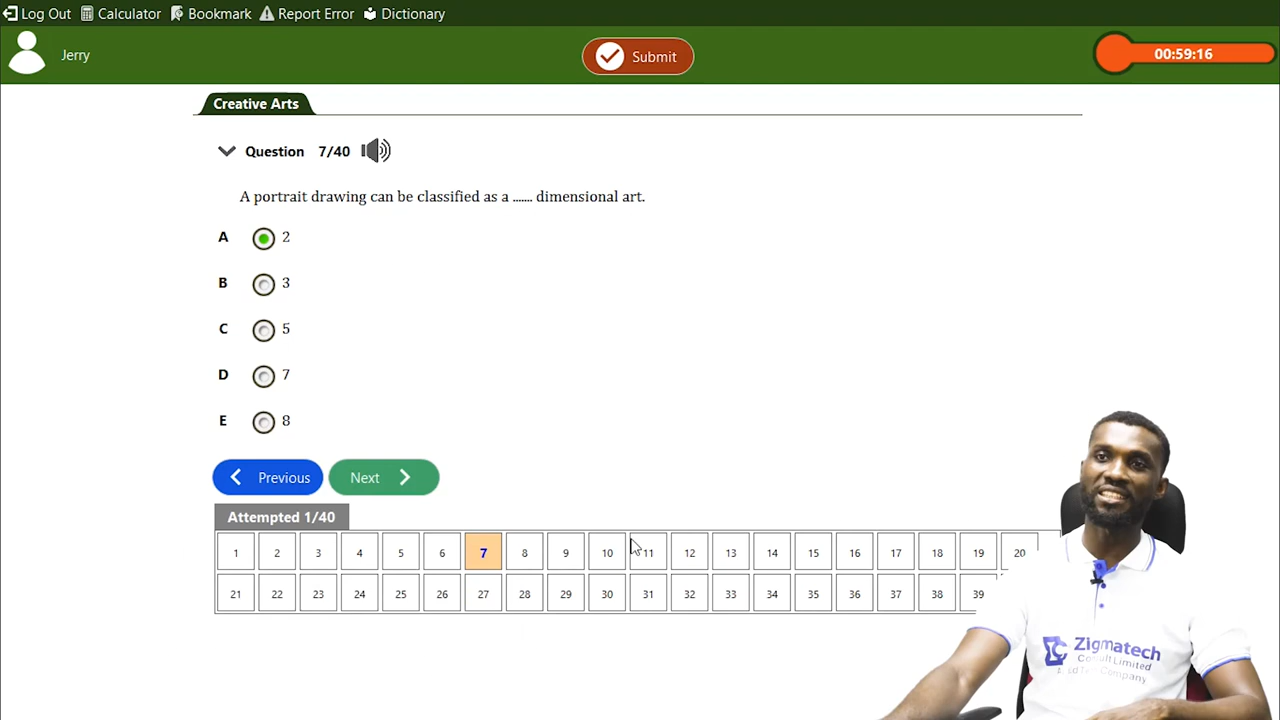 Log Out Calculator Bookmark Report Error Dictionary
Jerry Submit 00:59:16
Creative Arts
Question 7/40
A portrait drawing can be classified as a ....... dimensional art.
A 2
B 3
C 5
D 7
E 8
Previous Next
Attempted 1/40
1 2 3 4 5 6 7 8 9 10 11 12 13 14 15 16 17 18 19 20
21 22 23 24 25 26 27 28 29 30 31 32 33 34 35 36 37 38 39
Zigmatech
Consult Limited
Company